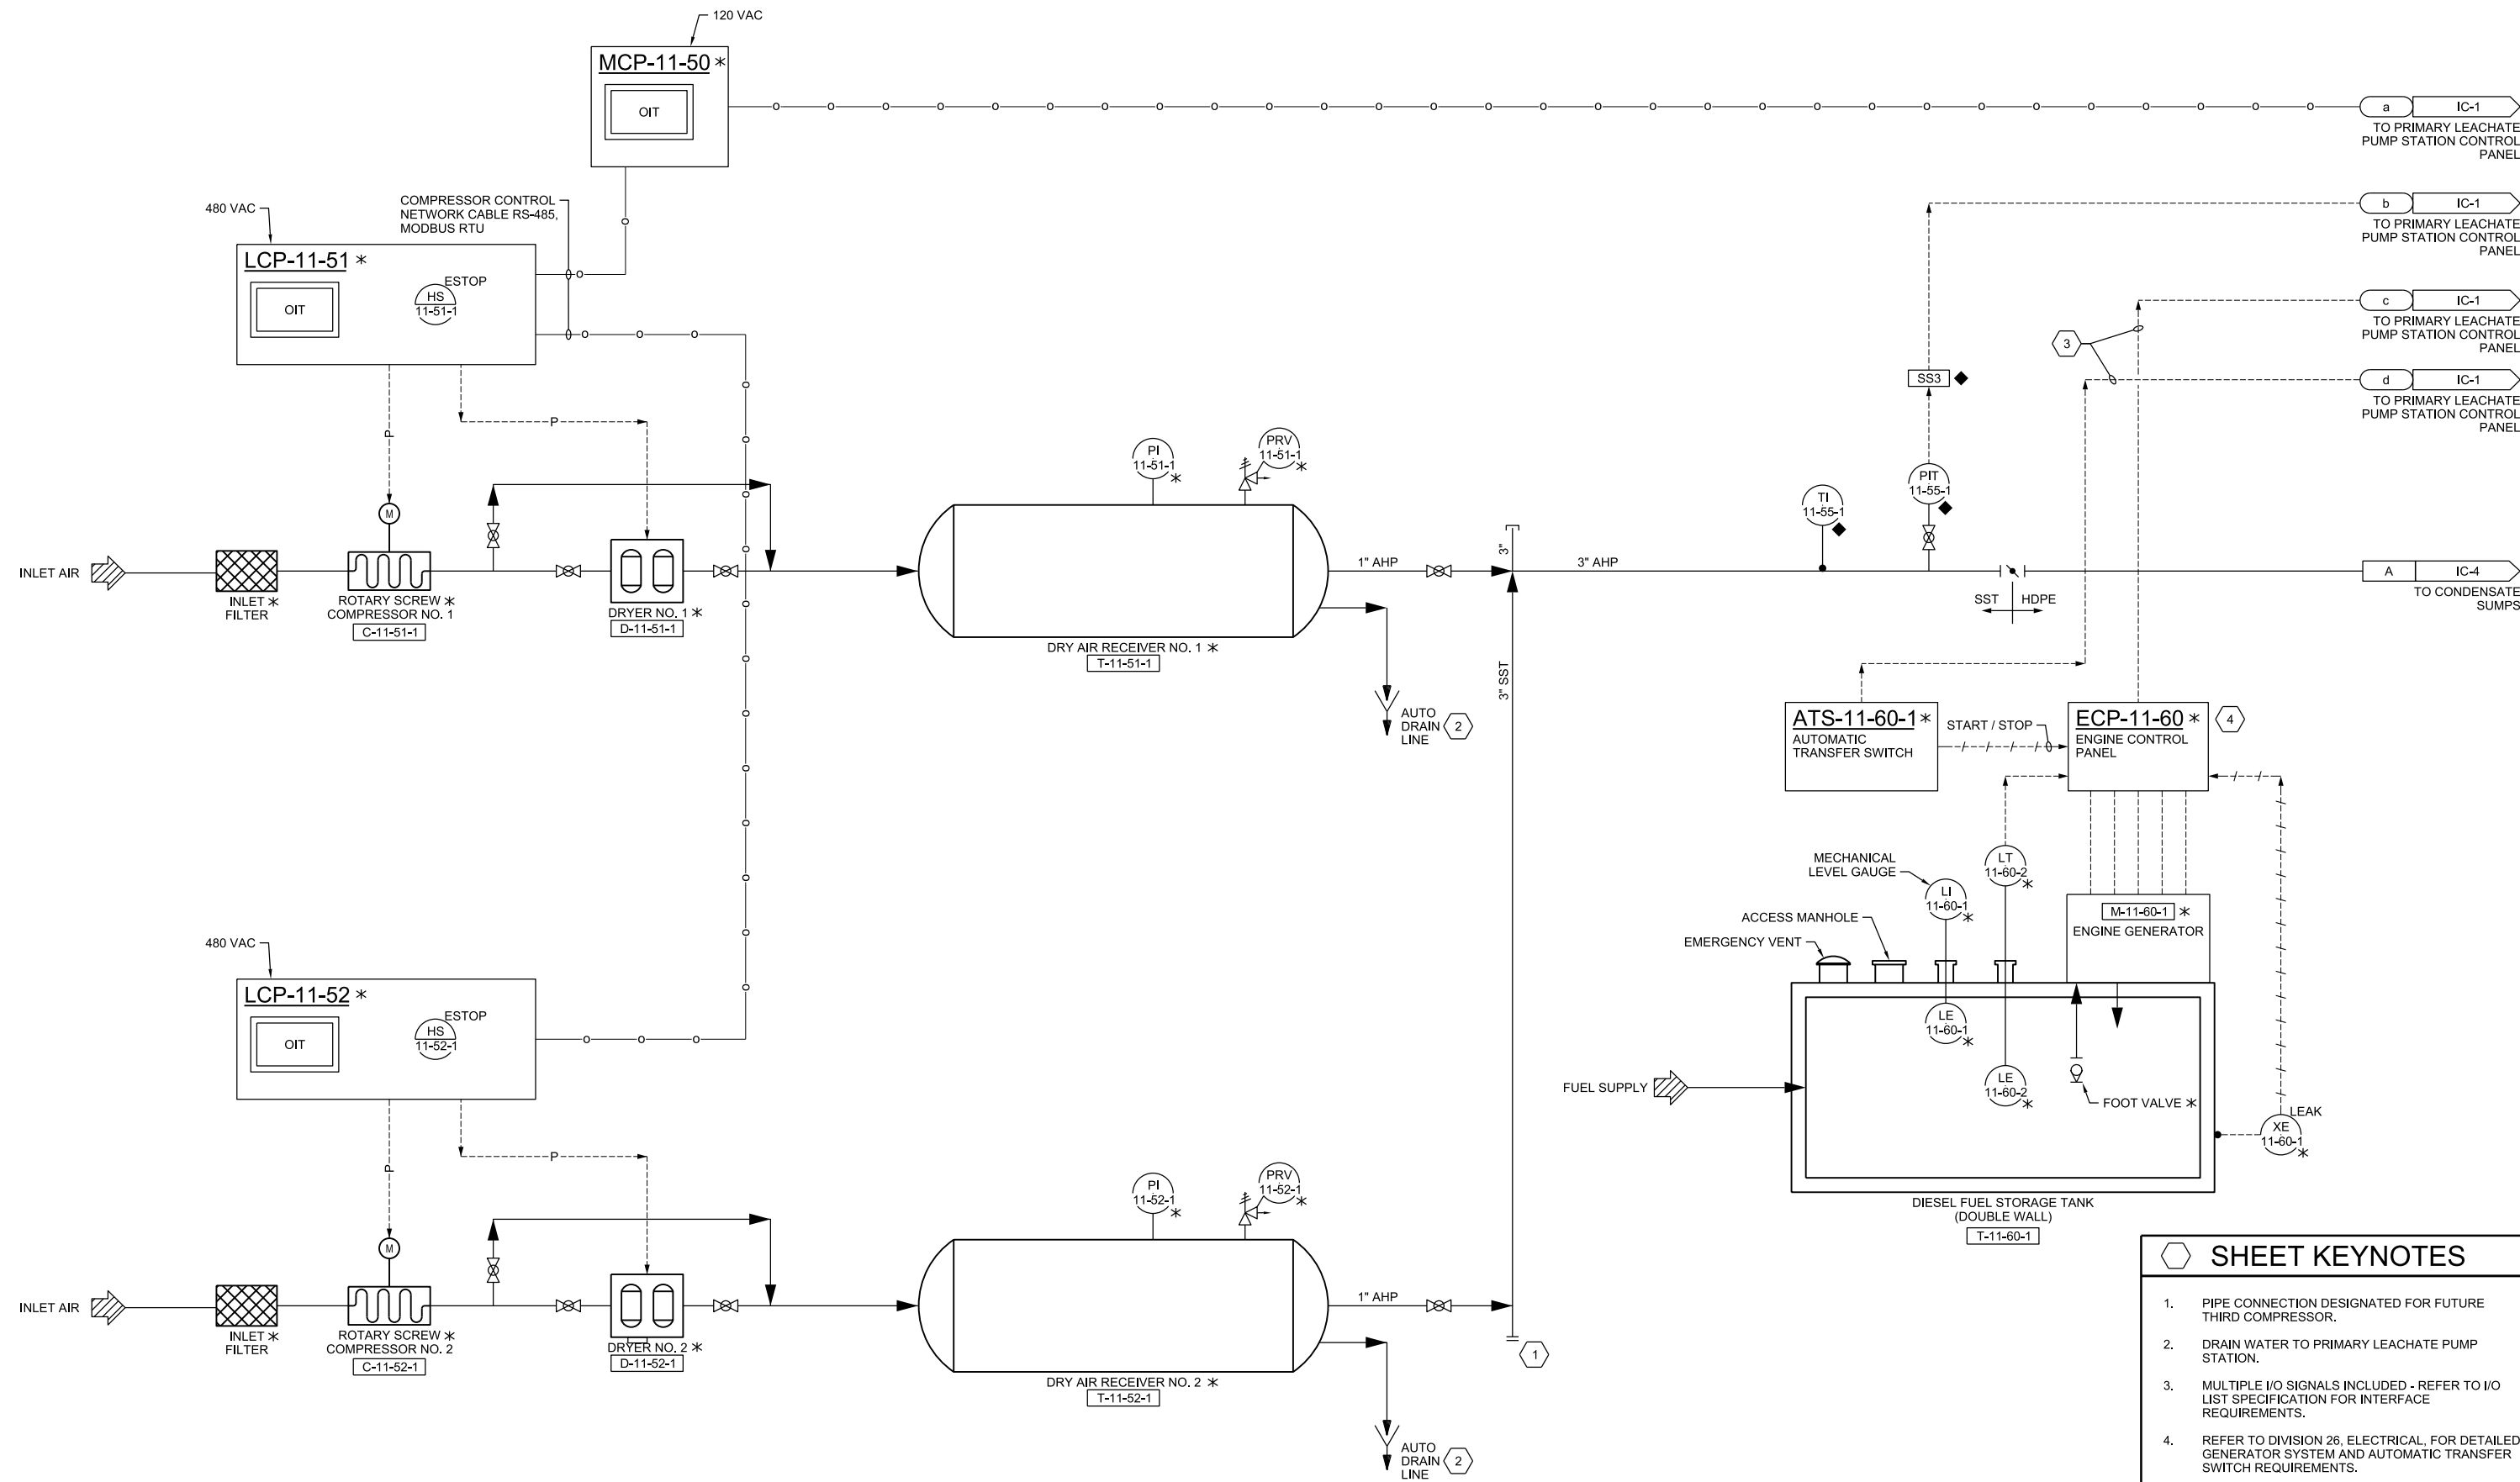 120 VAC
MCP-11-50 *
OIT
a
IC-1
TO PRIMARY LEACHATE
PUMP STATION CONTROL
PANEL
COMPRESSOR CONTROL
NETWORK CABLE RS-485,
MODBUS RTU
480 VAC
LCP-11-51 *
OIT
ESTOP
HS
11-51-1
b
IC-1
TO PRIMARY LEACHATE
PUMP STATION CONTROL
PANEL
c
IC-1
TO PRIMARY LEACHATE
PUMP STATION CONTROL
PANEL
3
SS3
d
IC-1
TO PRIMARY LEACHATE
PUMP STATION CONTROL
PANEL
P
P
M
PI
11-51-1
*
PRV
11-51-1
*
TI
11-55-1
PIT
11-55-1
INLET AIR
INLET *
FILTER
ROTARY SCREW *
COMPRESSOR NO. 1
C-11-51-1
DRYER NO. 1 *
D-11-51-1
DRY AIR RECEIVER NO. 1 *
T-11-51-1
1" AHP
3"
3" AHP
SST
HDPE
A
IC-4
TO CONDENSATE
SUMPS
3" SST
AUTO
DRAIN
LINE
2
ATS-11-60-1 *
AUTOMATIC
TRANSFER SWITCH
START / STOP
ECP-11-60 *
ENGINE CONTROL
PANEL
4
MECHANICAL
LEVEL GAUGE
LI
11-60-1
*
LT
11-60-2
*
ACCESS MANHOLE
EMERGENCY VENT
M-11-60-1 *
ENGINE GENERATOR
LE
11-60-1
*
LE
11-60-2
*
FUEL SUPPLY
FOOT VALVE *
LEAK
XE
11-60-1
*
DIESEL FUEL STORAGE TANK
(DOUBLE WALL)
T-11-60-1
480 VAC
LCP-11-52 *
OIT
ESTOP
HS
11-52-1
P
P
M
PI
11-52-1
*
PRV
11-52-1
*
INLET AIR
INLET *
FILTER
ROTARY SCREW *
COMPRESSOR NO. 2
C-11-52-1
DRYER NO. 2 *
D-11-52-1
DRY AIR RECEIVER NO. 2 *
T-11-52-1
1" AHP
1
AUTO
DRAIN
LINE
2
SHEET KEYNOTES
1. PIPE CONNECTION DESIGNATED FOR FUTURE
THIRD COMPRESSOR.
2. DRAIN WATER TO PRIMARY LEACHATE PUMP
STATION.
3. MULTIPLE I/O SIGNALS INCLUDED - REFER TO I/O
LIST SPECIFICATION FOR INTERFACE
REQUIREMENTS.
4. REFER TO DIVISION 26, ELECTRICAL, FOR DETAILED
GENERATOR SYSTEM AND AUTOMATIC TRANSFER
SWITCH REQUIREMENTS.